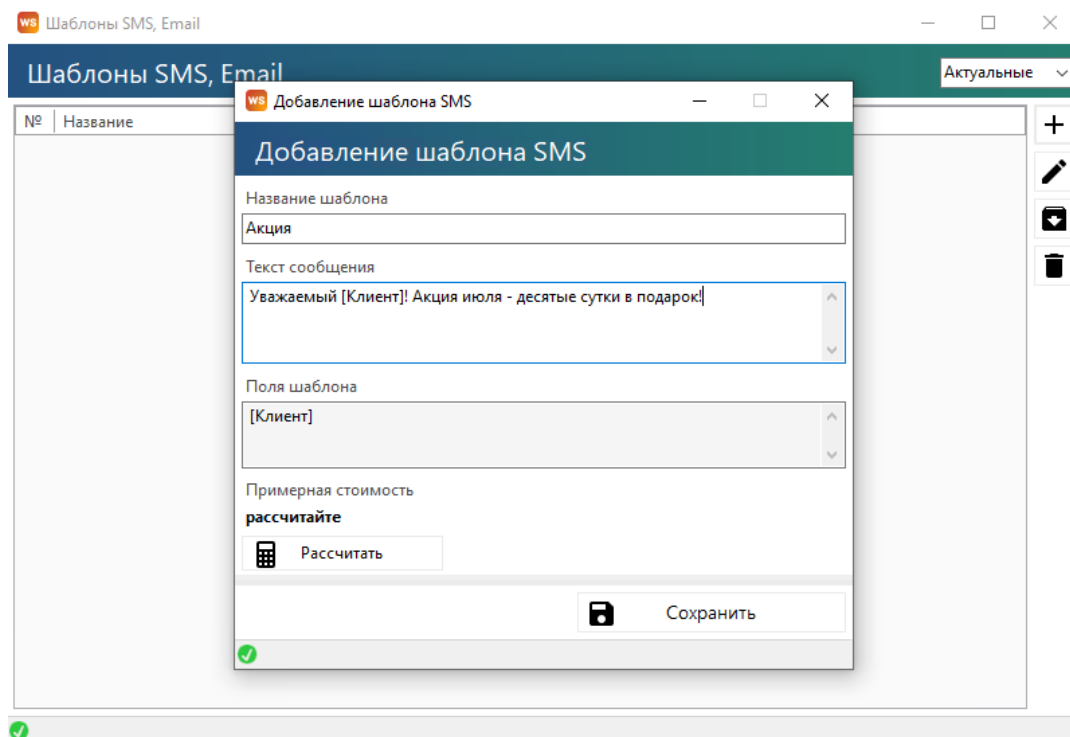 WS Шаблоны SMS, Email
Шаблоны SMS, Email
Актуальные
№ Название
WS Добавление шаблона SMS
Добавление шаблона SMS
Название шаблона
Акция
Текст сообщения
Уважаемый [Клиент]! Акция июля - десятые сутки в подарок!
Поля шаблона
[Клиент]
Примерная стоимость
рассчитайте
Рассчитать
Сохранить